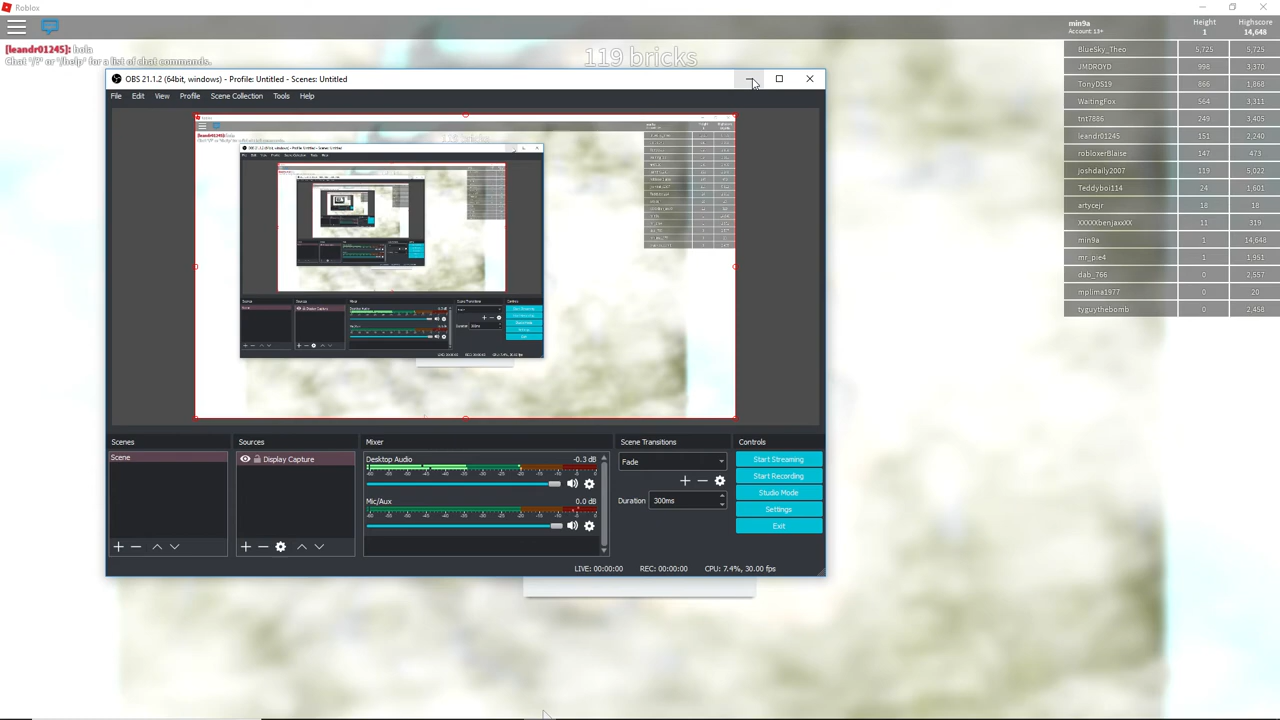 Roblox
[leandr01245]: hola
Chat '/?' or '/help' for a list of chat commands.
119 bricks
min9a
Account: 13+
Height
1
Highscore
14,648
BlueSky_Theo 5,725 5,725
JMDROYD 998 3,370
TonyDS19 866 1,868
WaitingFox 564 3,311
tnt7886 249 3,405
leandr01245 151 2,240
robloxerBlaise 147 473
joshdaily2007 119 5,022
Teddyboi114 24 1,601
artycejr 18 18
XXXXXbenjaxxXX 11 319
min9a 1 14,648
mr_pie4 1 1,951
dab_766 0 2,557
mplima1977 0 20
tyguythebomb 0 2,458
OBS 21.1.2 (64bit, windows) - Profile: Untitled - Scenes: Untitled
File Edit View Profile Scene Collection Tools Help
Scenes
Scene
Sources
Display Capture
Mixer
Desktop Audio -0.3 dB
Mic/Aux 0.0 dB
Scene Transitions
Fade
Duration 300ms
Controls
Start Streaming
Start Recording
Studio Mode
Settings
Exit
LIVE: 00:00:00 REC: 00:00:00 CPU: 7.4%, 30.00 fps